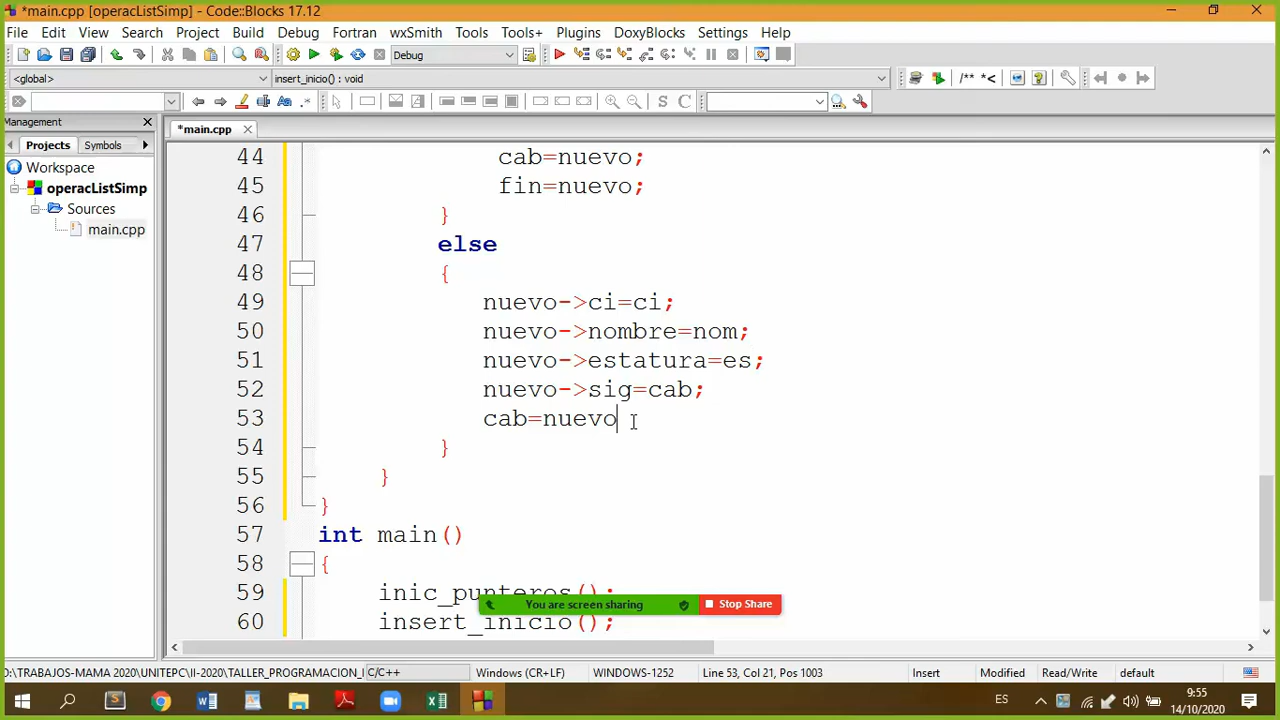 *main.cpp [operacListSimp] - Code::Blocks 17.12
File Edit View Search Project Build Debug Fortran wxSmith Tools Tools+ Plugins DoxyBlocks Settings Help
Debug
<global> insert_inicio() : void /** *<
Aa .* S C
Management
Projects Symbols
*main.cpp
Workspace
operacListSimp
Sources
main.cpp
44 cab=nuevo;
45 fin=nuevo;
46 }
47 else
48 {
49 nuevo->ci=ci;
50 nuevo->nombre=nom;
51 nuevo->estatura=es;
52 nuevo->sig=cab;
53 cab=nuevo
54 }
55 }
56 }
57 int main()
58 {
59 inic_punteros();
You are screen sharing Stop Share
60 insert_inicio();
D:\TRABAJOS-MAMA 2020\UNITEPC\II-2020\TALLER_PROGRAMACION_I C/C++ Windows (CR+LF) WINDOWS-1252 Line 53, Col 21, Pos 1003 Insert Modified Read/Write default
ES 9:55
14/10/2020